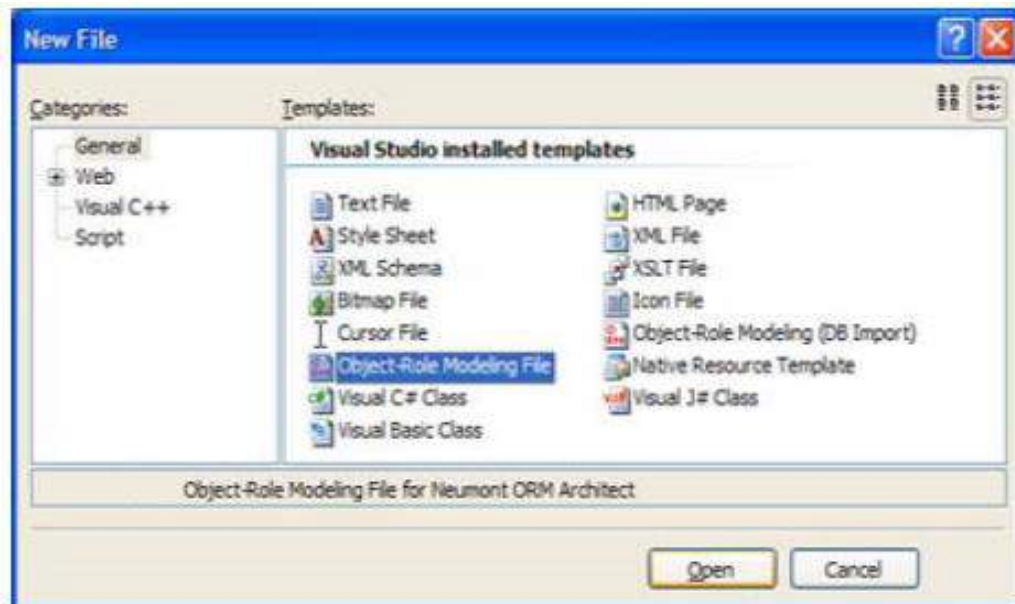 New File
Categories:
Templates:
General
Web
Visual C++
Script
Visual Studio installed templates
Text File
Style Sheet
XML Schema
Bitmap File
Cursor File
Object-Role Modeling File
Visual C# Class
Visual Basic Class
HTML Page
XML File
XSLT File
Icon File
Object-Role Modeling (DB Import)
Native Resource Template
Visual J# Class
Object-Role Modeling File for Neumont ORM Architect
Open
Cancel